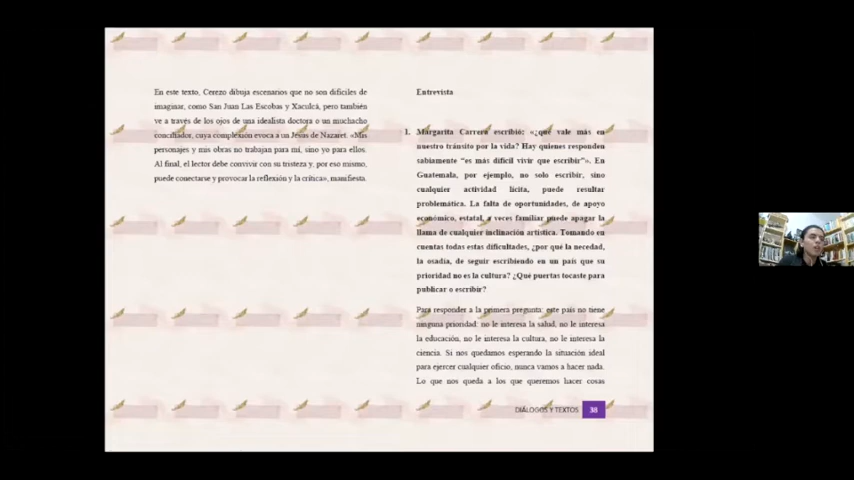 En este texto, Cerezo dibuja escenarios que no son difíciles de
imaginar, como San Juan Las Escobas y Xaculcá, pero también
ve a través de los ojos de una idealista doctora o un muchacho
conciliador, cuya complexión evoca a un Jesús de Nazaret. «Mis
personajes y mis obras no trabajan para mí, sino yo para ellos.
Al final, el lector debe convivir con su tristeza y, por eso mismo,
puede conectarse y provocar la reflexión y la crítica», manifiesta.
Entrevista
1. Margarita Carrera escribió: «¿qué vale más en
nuestro tránsito por la vida? Hay quienes responden
sabiamente “es más difícil vivir que escribir”». En
Guatemala, por ejemplo, no solo escribir, sino
cualquier actividad lícita, puede resultar
problemática. La falta de oportunidades, de apoyo
económico, estatal, a veces familiar puede apagar la
llama de cualquier inclinación artística. Tomando en
cuentas todas estas dificultades, ¿por qué la necedad,
la osadía, de seguir escribiendo en un país que su
prioridad no es la cultura? ¿Qué puertas tocaste para
publicar o escribir?
Para responder a la primera pregunta: este país no tiene
ninguna prioridad: no le interesa la salud, no le interesa
la educación, no le interesa la cultura, no le interesa la
ciencia. Si nos quedamos esperando la situación ideal
para ejercer cualquier oficio, nunca vamos a hacer nada.
Lo que nos queda a los que queremos hacer cosas
DIÁLOGOS Y TEXTOS 38